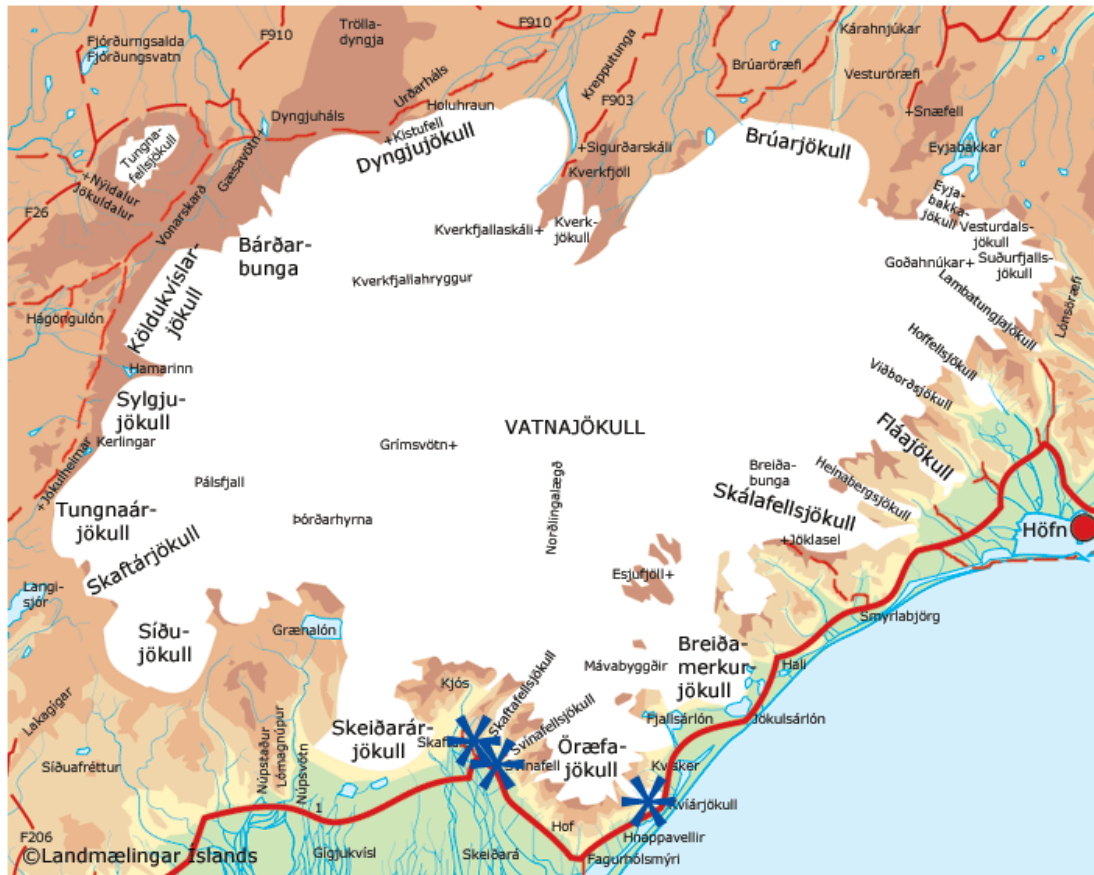 Fjórðurngsalda
Fjórðungsvatn
F910
Trölla-
dyngja
F910
Krepputunga
Kárahnjúkar
Brúaröræfi
Vesturöræfi
Urðarháls
Holuhraun
F903
+Snæfell
Dyngjuháls
+Kistufell
Dyngjujökull
+Sigurðarskáli
Kverkfjöll
Brúarjökull
Eyjabakkar
Tungna-
fellsjökull
Gæsavötn+
+Nýidalur
Jökuldalur
F26
Vonarskarð
Eyja-
bakka-
jökull
Vesturdals-
jökull
Suðurfjalls-
jökull
Goðahnúkar+
Bárðar-
bunga
Kverkfjallaskáli+
Kverk-
jökull
Kverkfjallahryggur
Köldukvíslar-
jökull
Hágöngulón
Lambatungjajökull
Lónsöræfi
Hoffellsjökull
Viðborðsjökull
Hamarinn
Sylgju-
jökull
Kerlingar
Fláajökull
VATNAJÖKULL
Grímsvötn+
Norðlingalægð
Breiða-
bunga
Heinabergsjökull
Skálafellsjökull
+Jökulheimar
Pálsfjall
Tungnaár-
jökull
Þórðarhyrna
+Jöklasel
Höfn
Skaftárjökull
Esjufjöll+
Langi-
sjór
Smyrlabjörg
Síðu-
jökull
Grænalón
Breiða-
merkur-
jökull
Hali
Mávabyggðir
Kjós
Skaftafellsjökull
Svínafellsjökull
Lakagígar
Skeiðarár-
jökull
Fjallsárlón
Jökulsárlón
Öræfa-
jökull
Svínafell
Kvísker
Síðuafréttur
Núpstaður
Lómagnúpur
Núpsvötn
Kvíárjökull
1
Hof
Hnappavellir
F206
©Landmælingar Íslands
Gígjukvísl
Skeiðará
Fagurhólsmýri